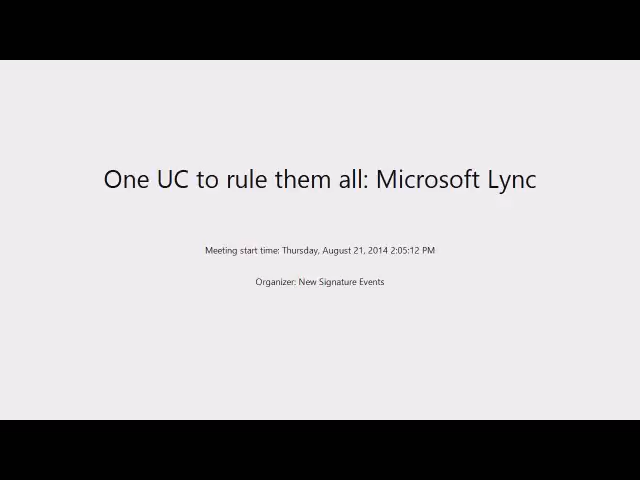 One UC to rule them all: Microsoft Lync
Meeting start time: Thursday, August 21, 2014 2:05:12 PM
Organizer: New Signature Events